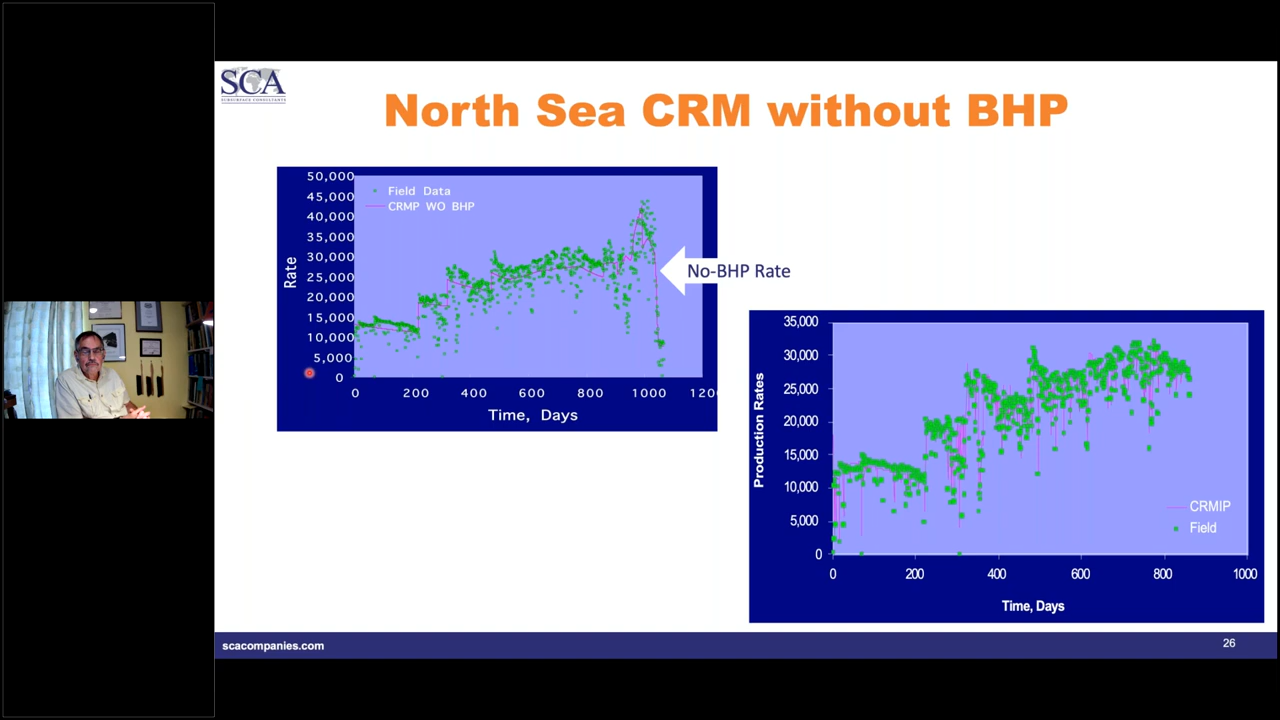 SCA
SUBSURFACE CONSULTANTS
North Sea CRM without BHP
50,000
45,000
40,000
35,000
30,000
25,000
20,000
15,000
10,000
5,000
0
Rate
Field Data
CRMP WO BHP
0 200 400 600 800 1000 120
Time, Days
No-BHP Rate
35,000
30,000
25,000
20,000
15,000
10,000
5,000
0
Production Rates
CRMIP
Field
0 200 400 600 800 1000
Time, Days
scacompanies.com
26